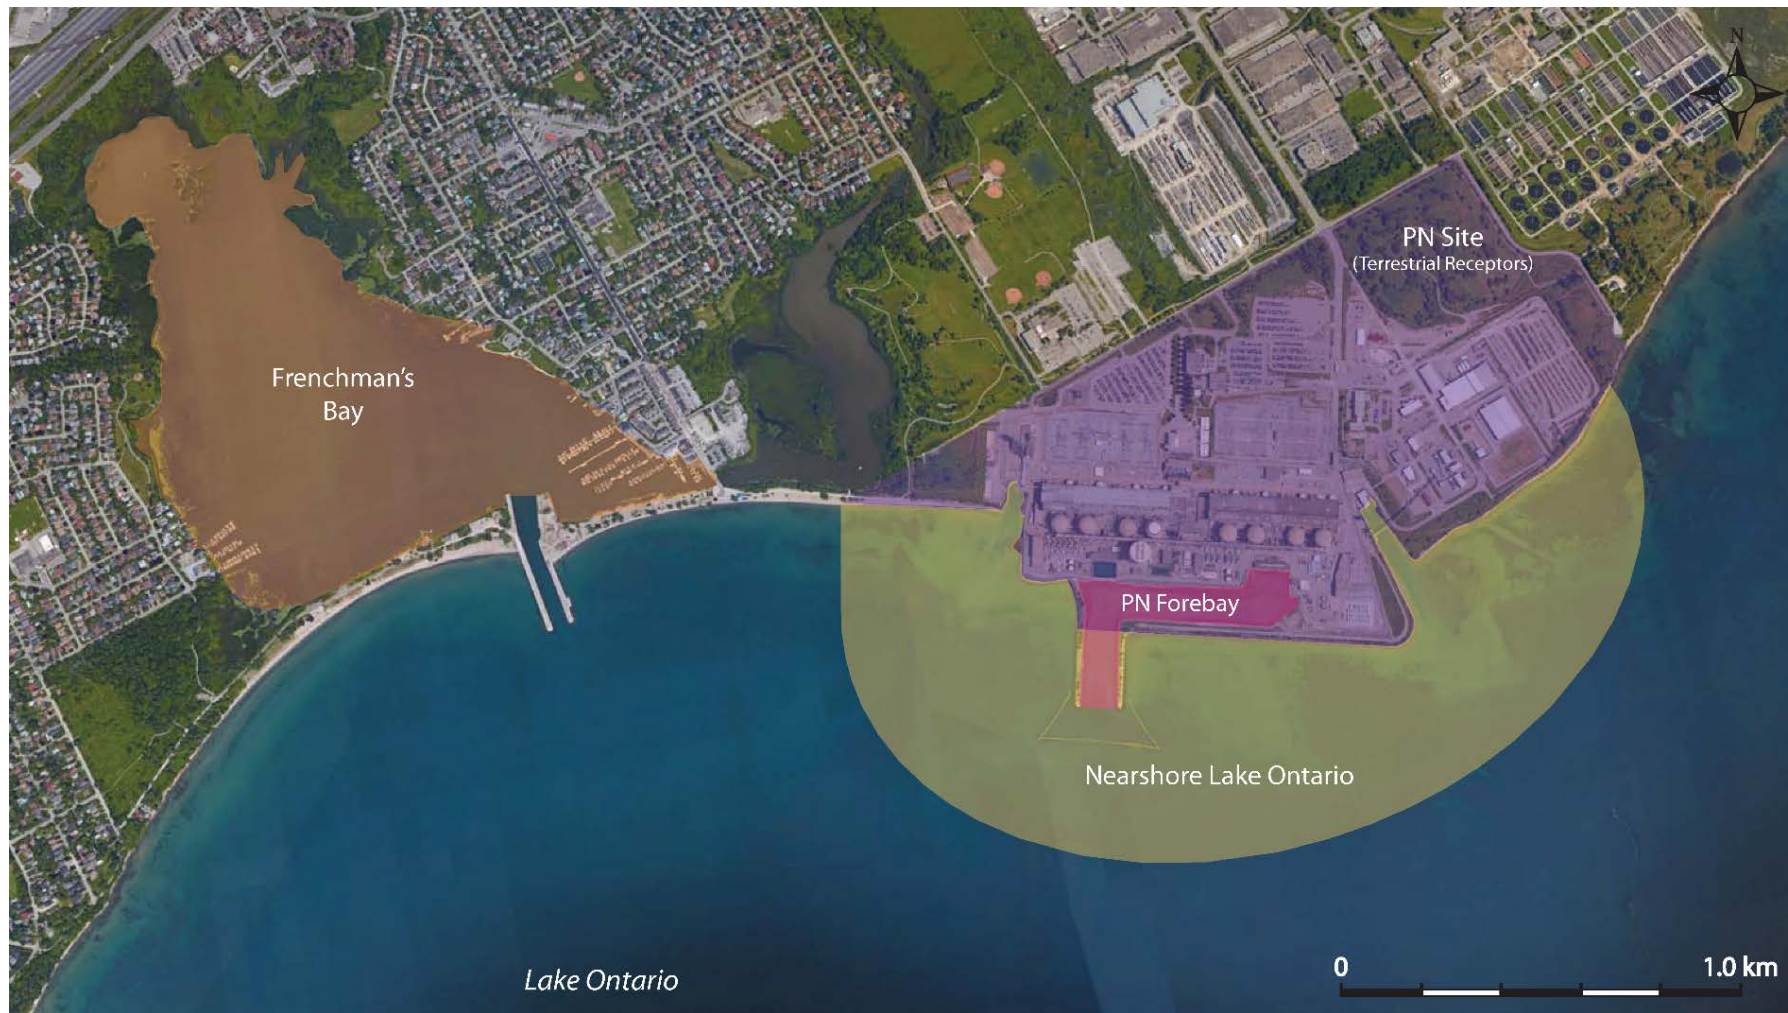 N
PN Site
(Terrestrial Receptors)
Frenchman's
Bay
PN Forebay
Nearshore Lake Ontario
0
1.0 km
Lake Ontario